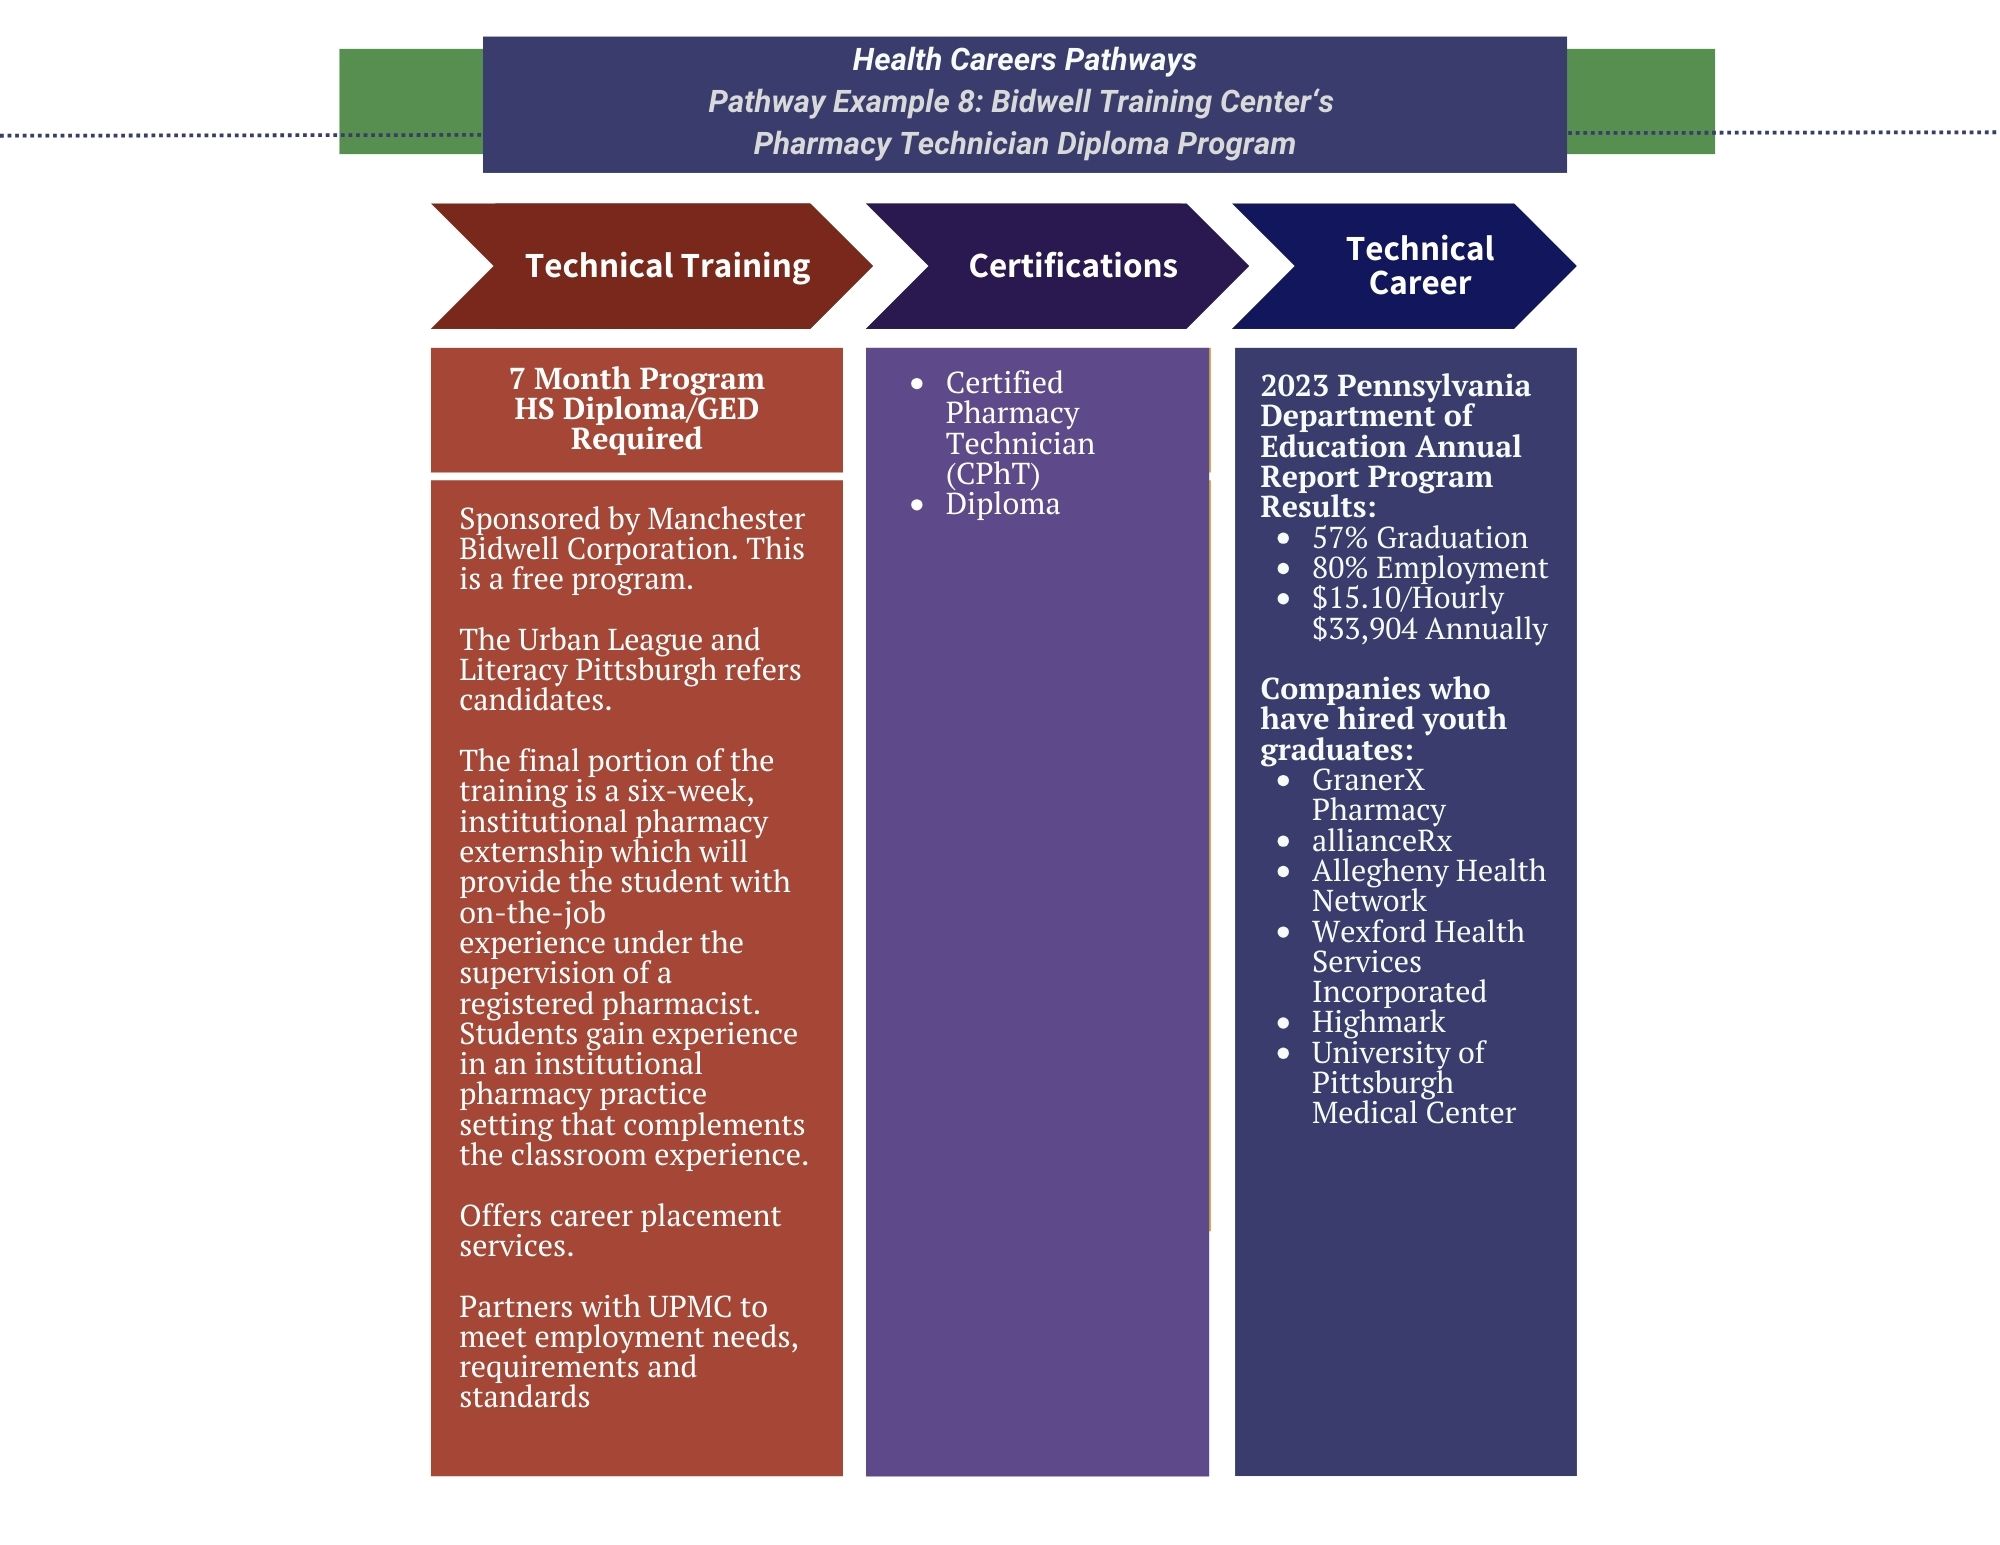 Health Careers Pathways
Pathway Example 8: Bidwell Training Center‘s
Pharmacy Technician Diploma Program
Technical Training
7 Month Program
HS Diploma/GED
Required
Sponsored by Manchester
Bidwell Corporation. This
is a free program.
The Urban League and
Literacy Pittsburgh refers
candidates.
The final portion of the
training is a six-week,
institutional pharmacy
externship which will
provide the student with
on-the-job
experience under the
supervision of a
registered pharmacist.
Students gain experience
in an institutional
pharmacy practice
setting that complements
the classroom experience.
Offers career placement
services.
Partners with UPMC to
meet employment needs,
requirements and
standards
Certifications
• Certified
Pharmacy
Technician
(CPhT)
• Diploma
Technical
Career
2023 Pennsylvania
Department of
Education Annual
Report Program
Results:
• 57% Graduation
• 80% Employment
• $15.10/Hourly
$33,904 Annually
Companies who
have hired youth
graduates:
• GranerX
Pharmacy
• allianceRx
• Allegheny Health
Network
• Wexford Health
Services
Incorporated
• Highmark
• University of
Pittsburgh
Medical Center